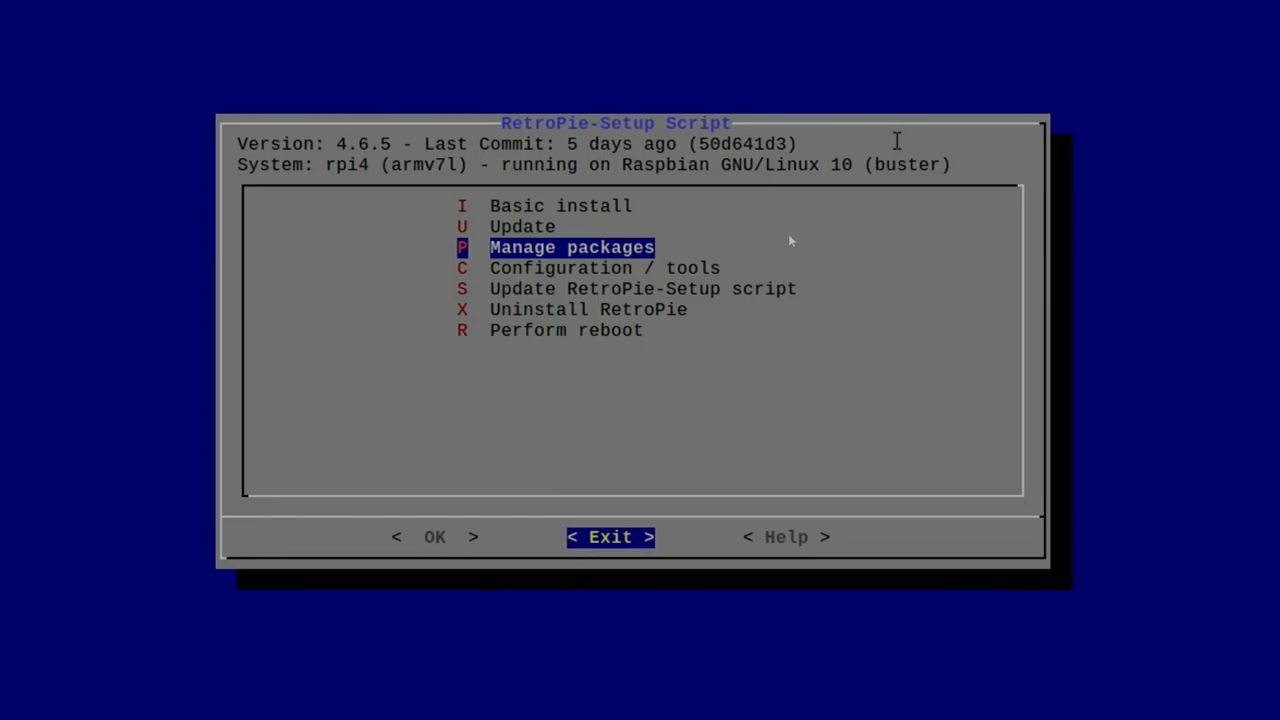 RetroPie-Setup Script
Version: 4.6.5 - Last Commit: 5 days ago (50d641d3)
System: rpi4 (armv7l) - running on Raspbian GNU/Linux 10 (buster)
I Basic install
U Update
P Manage packages
C Configuration / tools
S Update RetroPie-Setup script
X Uninstall RetroPie
R Perform reboot
< OK > < Exit > < Help >